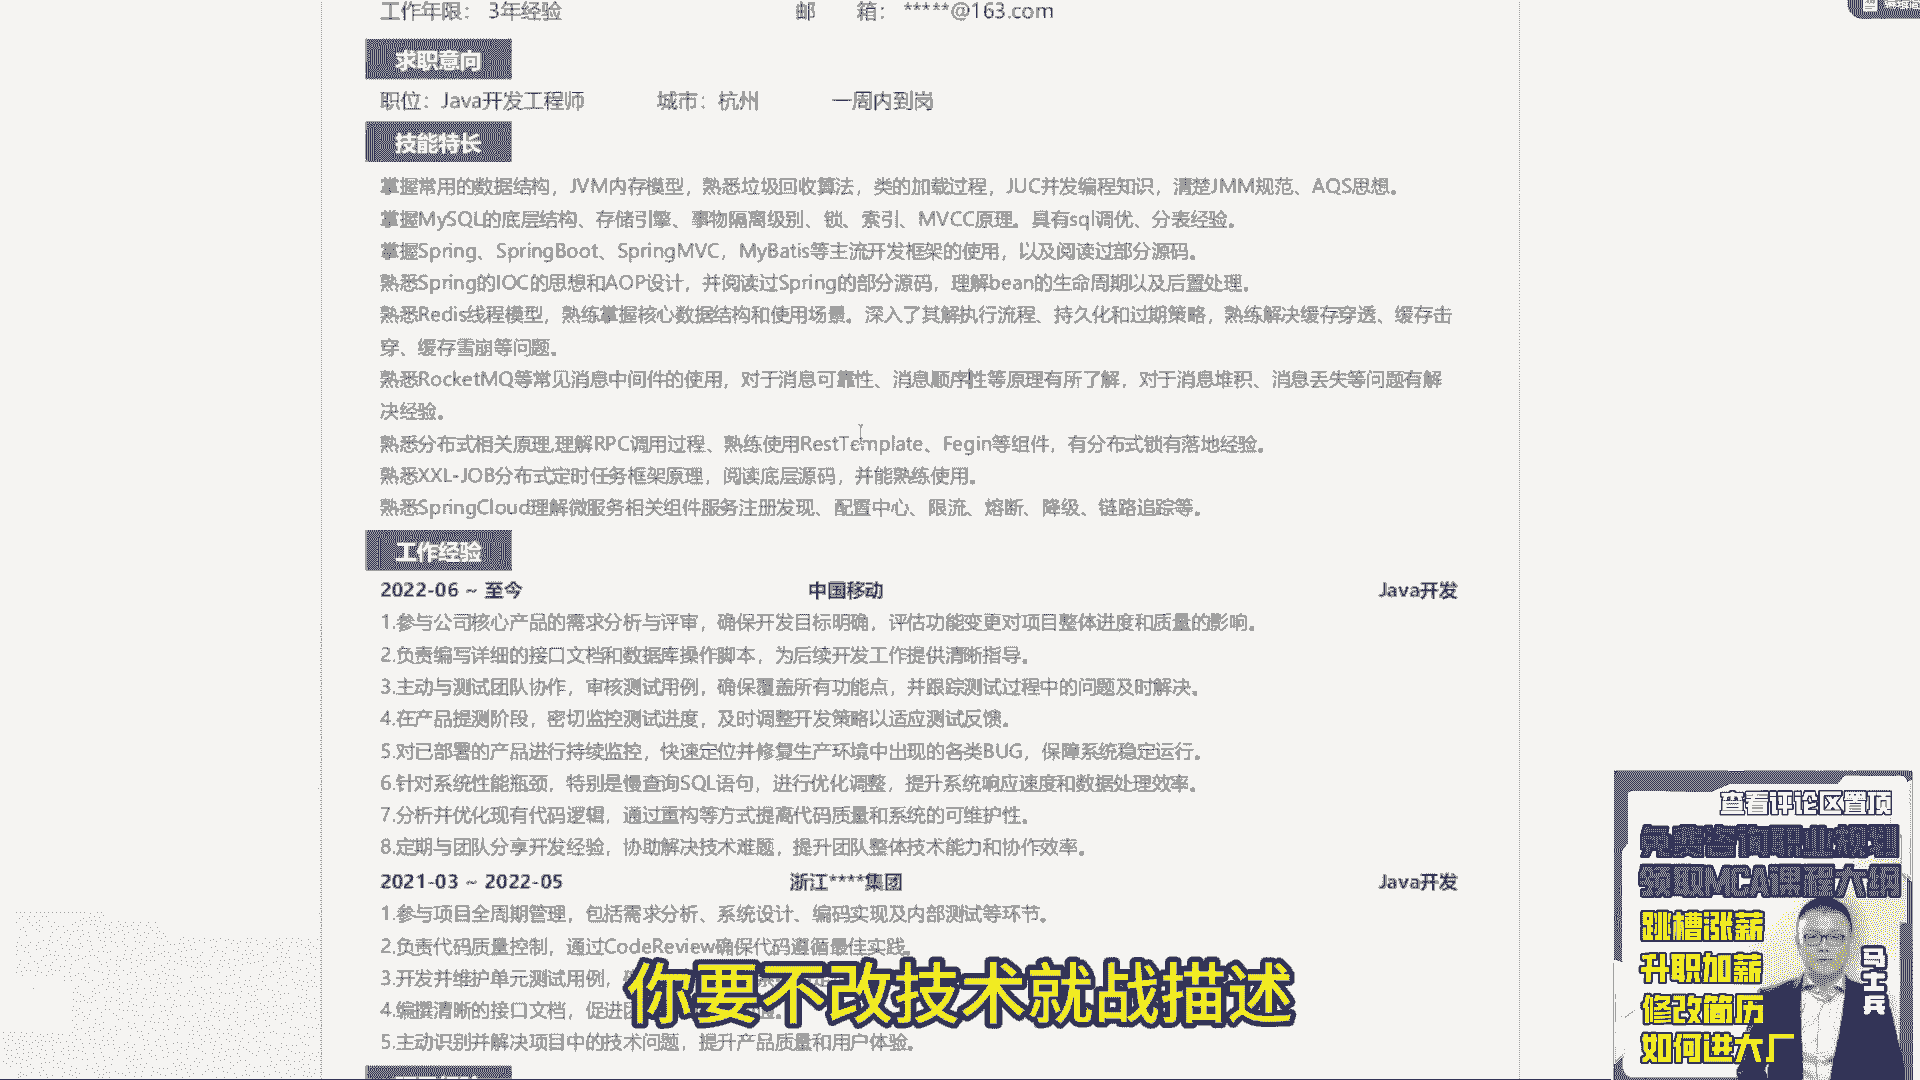 工作年限： 3年经验 邮 箱： *****@163.com
求职意向
职位：Java开发工程师 城市：杭州 一周内到岗
技能特长
掌握常用的数据结构，JVM内存模型，熟悉垃圾回收算法，类的加载过程，JUC并发编程知识，清楚JMM规范、AQS思想。
掌握MySQL的底层结构、存储引擎、事物隔离级别、锁、索引、MVCC原理。具有sql调优、分表经验。
掌握Spring、SpringBoot、SpringMVC，MyBatis等主流开发框架的使用，以及阅读过部分源码。
熟悉Spring的IOC的思想和AOP设计，并阅读过Spring的部分源码，理解bean的生命周期以及后置处理。
熟悉Redis线程模型，熟练掌握核心数据结构和使用场景。深入了其解执行流程、持久化和过期策略，熟练解决缓存穿透、缓存击
穿、缓存雪崩等问题。
熟悉RocketMQ等常见消息中间件的使用，对于消息可靠性、消息顺序性等原理有所了解，对于消息堆积、消息丢失等问题有解
决经验。
熟悉分布式相关原理,理解RPC调用过程、熟练使用RestTemplate、Fegin等组件，有分布式锁有落地经验。
熟悉XXL-JOB分布式定时任务框架原理，阅读底层源码，并能熟练使用。
熟悉SpringCloud理解微服务相关组件服务注册发现、配置中心、限流、熔断、降级、链路追踪等。
工作经验
2022-06 ~ 至今 中国移动 Java开发
1.参与公司核心产品的需求分析与评审，确保开发目标明确，评估功能变更对项目整体进度和质量的影响。
2.负责编写详细的接口文档和数据库操作脚本，为后续开发工作提供清晰指导。
3.主动与测试团队协作，审核测试用例，确保覆盖所有功能点，并跟踪测试过程中的问题及时解决。
4.在产品提测阶段，密切监控测试进度，及时调整开发策略以适应测试反馈。
5.对已部署的产品进行持续监控，快速定位并修复生产环境中出现的各类BUG，保障系统稳定运行。
6.针对系统性能瓶颈，特别是慢查询SQL语句，进行优化调整，提升系统响应速度和数据处理效率。
7.分析并优化现有代码逻辑，通过重构等方式提高代码质量和系统的可维护性。
8.定期与团队分享开发经验，协助解决技术难题，提升团队整体技术能力和协作效率。
2021-03 ~ 2022-05 浙江****集团 Java开发
1.参与项目全周期管理，包括需求分析、系统设计、编码实现及内部测试等环节。
2.负责代码质量控制，通过CodeReview确保代码遵循最佳实践。
3.开发并维护单元测试用例，
4.编撰清晰的接口文档，促进
5.主动识别并解决项目中的技术问题，提升产品质量和用户体验。
你要不改技术就战描述
查看评论区置顶
免费咨询职业规划
领取MCA课程大纲
跳槽涨薪
升职加薪
修改简历
如何进大厂
马士兵